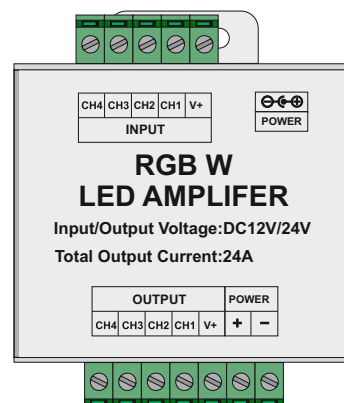 CH4 CH3 CH2 CH1 V+
INPUT
POWER
RGB W
LED AMPLIFER
Input/Output Voltage:DC12V/24V
Total Output Current:24A
OUTPUT POWER
CH4 CH3 CH2 CH1 V+ + −